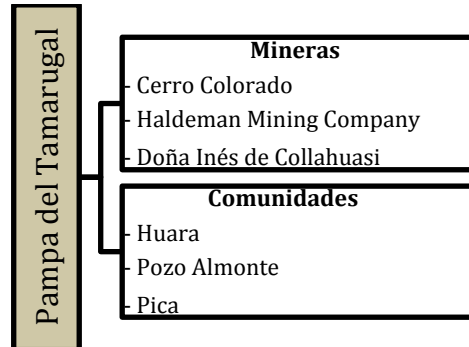 Pampa del Tamarugal
Mineras
- Cerro Colorado
- Haldeman Mining Company
- Doña Inés de Collahuasi
Comunidades
- Huara
- Pozo Almonte
- Pica